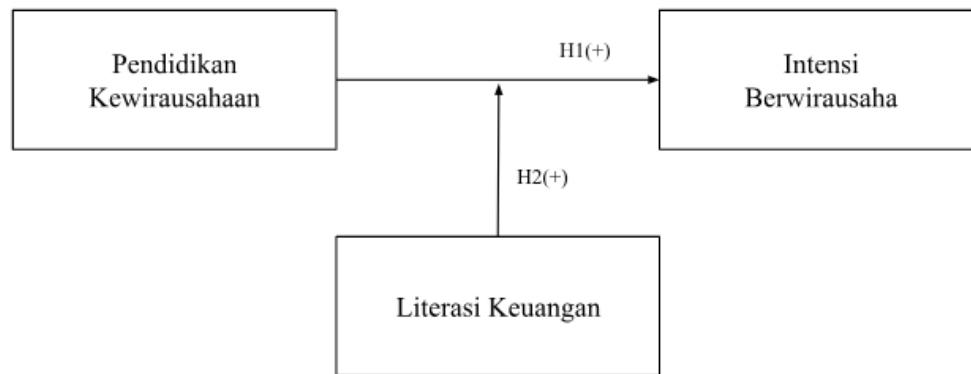 Pendidikan
Kewirausahaan
H1(+)
Intensi
Berwirausaha
H2(+)
Literasi Keuangan